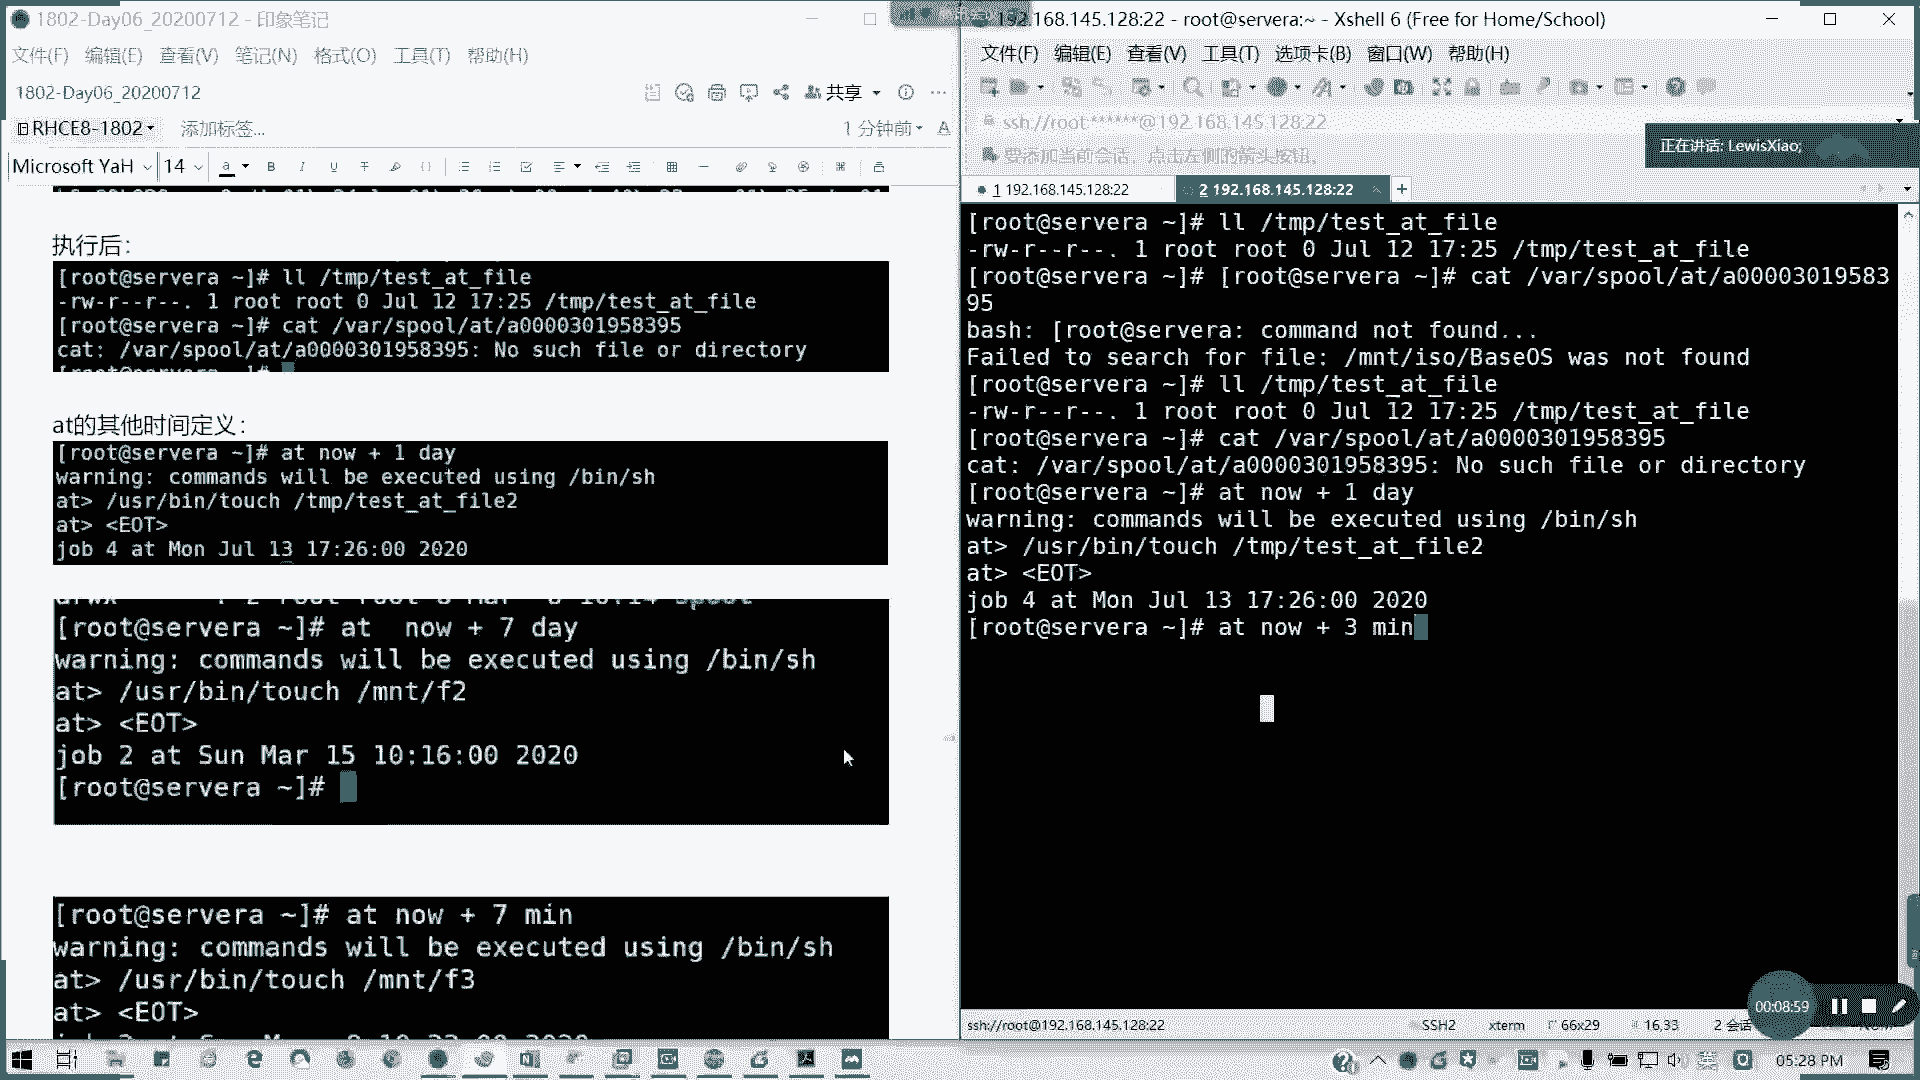 1802-Day06_20200712 - 印象笔记
文件(F) 编辑(E) 查看(V) 笔记(N) 格式(O) 工具(T) 帮助(H)
1802-Day06_20200712
共享
RHCE8-1802
添加标签...
1 分钟前
Microsoft YaH 14
执行后：
[root@servera ~]# ll /tmp/test_at_file
-rw-r--r--. 1 root root 0 Jul 12 17:25 /tmp/test_at_file
[root@servera ~]# cat /var/spool/at/a0000301958395
cat: /var/spool/at/a0000301958395: No such file or directory
at的其他时间定义：
[root@servera ~]# at now + 1 day
warning: commands will be executed using /bin/sh
at> /usr/bin/touch /tmp/test_at_file2
at> <EOT>
job 4 at Mon Jul 13 17:26:00 2020
[root@servera ~]# at  now + 7 day
warning: commands will be executed using /bin/sh
at> /usr/bin/touch /mnt/f2
at> <EOT>
job 2 at Sun Mar 15 10:16:00 2020
[root@servera ~]#
[root@servera ~]# at now + 7 min
warning: commands will be executed using /bin/sh
at> /usr/bin/touch /mnt/f3
at> <EOT>
192.168.145.128:22 - root@servera:~ - Xshell 6 (Free for Home/School)
文件(F) 编辑(E) 查看(V) 工具(T) 选项卡(B) 窗口(W) 帮助(H)
ssh://root:******@192.168.145.128:22
要添加当前会话，点击左侧的箭头按钮。
正在讲话: LewisXiao;
1 192.168.145.128:22
2 192.168.145.128:22
[root@servera ~]# ll /tmp/test_at_file
-rw-r--r--. 1 root root 0 Jul 12 17:25 /tmp/test_at_file
[root@servera ~]# [root@servera ~]# cat /var/spool/at/a00003019583
95
bash: [root@servera: command not found...
Failed to search for file: /mnt/iso/BaseOS was not found
[root@servera ~]# ll /tmp/test_at_file
-rw-r--r--. 1 root root 0 Jul 12 17:25 /tmp/test_at_file
[root@servera ~]# cat /var/spool/at/a0000301958395
cat: /var/spool/at/a0000301958395: No such file or directory
[root@servera ~]# at now + 1 day
warning: commands will be executed using /bin/sh
at> /usr/bin/touch /tmp/test_at_file2
at> <EOT>
job 4 at Mon Jul 13 17:26:00 2020
[root@servera ~]# at now + 3 min
00:08:59
ssh://root@192.168.145.128:22 SSH2 xterm 66x29 16,33 2 会话
英
05:28 PM